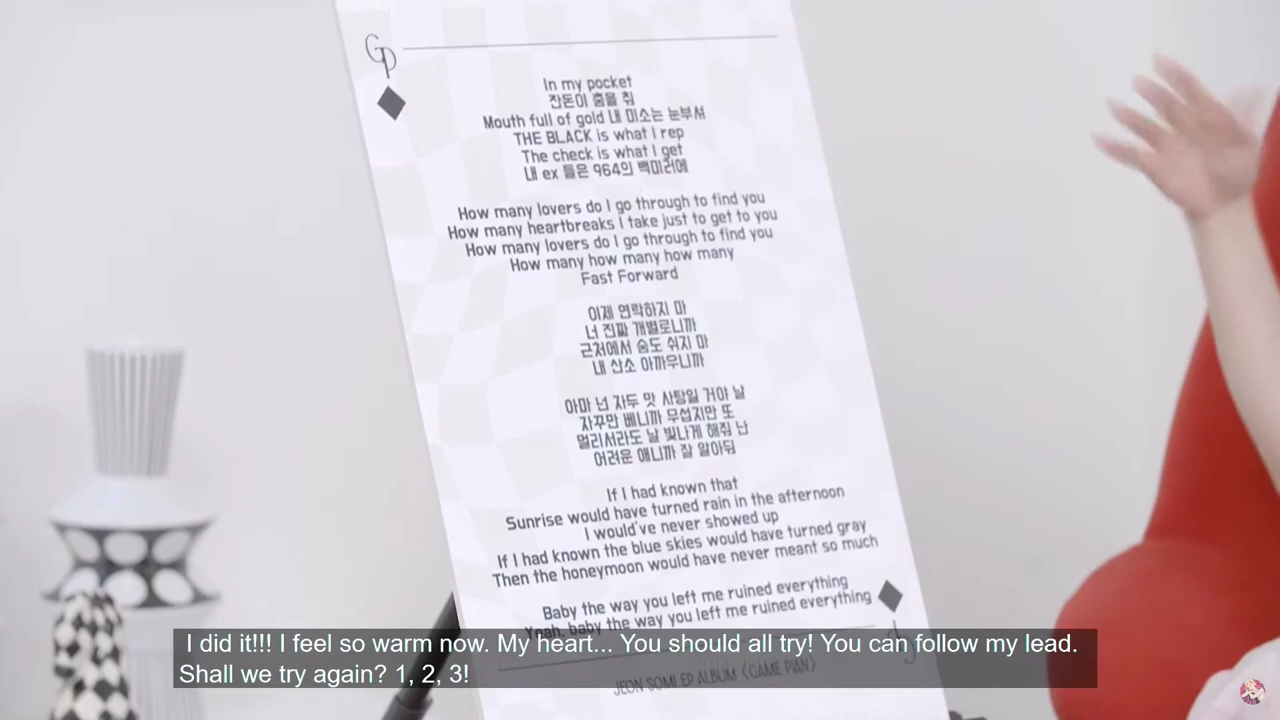 GP
In my pocket
잔돈이 춤을 춰
Mouth full of gold 내 미소는 눈부셔
THE BLACK is what I rep
The check is what I get
내 ex 들은 964의 백미러에
How many lovers do I go through to find you
How many heartbreaks I take just to get to you
How many lovers do I go through to find you
How many how many how many
Fast Forward
이제 연락하지 마
너 진짜 개별로니까
근처에서 숨도 쉬지 마
내 산소 아까우니까
아마 넌 자두 맛 사탕일 거야 날
자꾸만 베니까 무섭지만 또
멀리서라도 날 빛나게 해줘 난
어려운 애니까 잘 알아둬
If I had known that
Sunrise would have turned rain in the afternoon
I would've never showed up
If I had known the blue skies would have turned gray
Then the honeymoon would have never meant so much
Baby the way you left me ruined everything
Yeah, baby the way you left me ruined everything
I did it!!! I feel so warm now. My heart... You should all try! You can follow my lead.
Shall we try again? 1, 2, 3!
JEON SOMI EP ALBUM 〈GAME PLAN〉